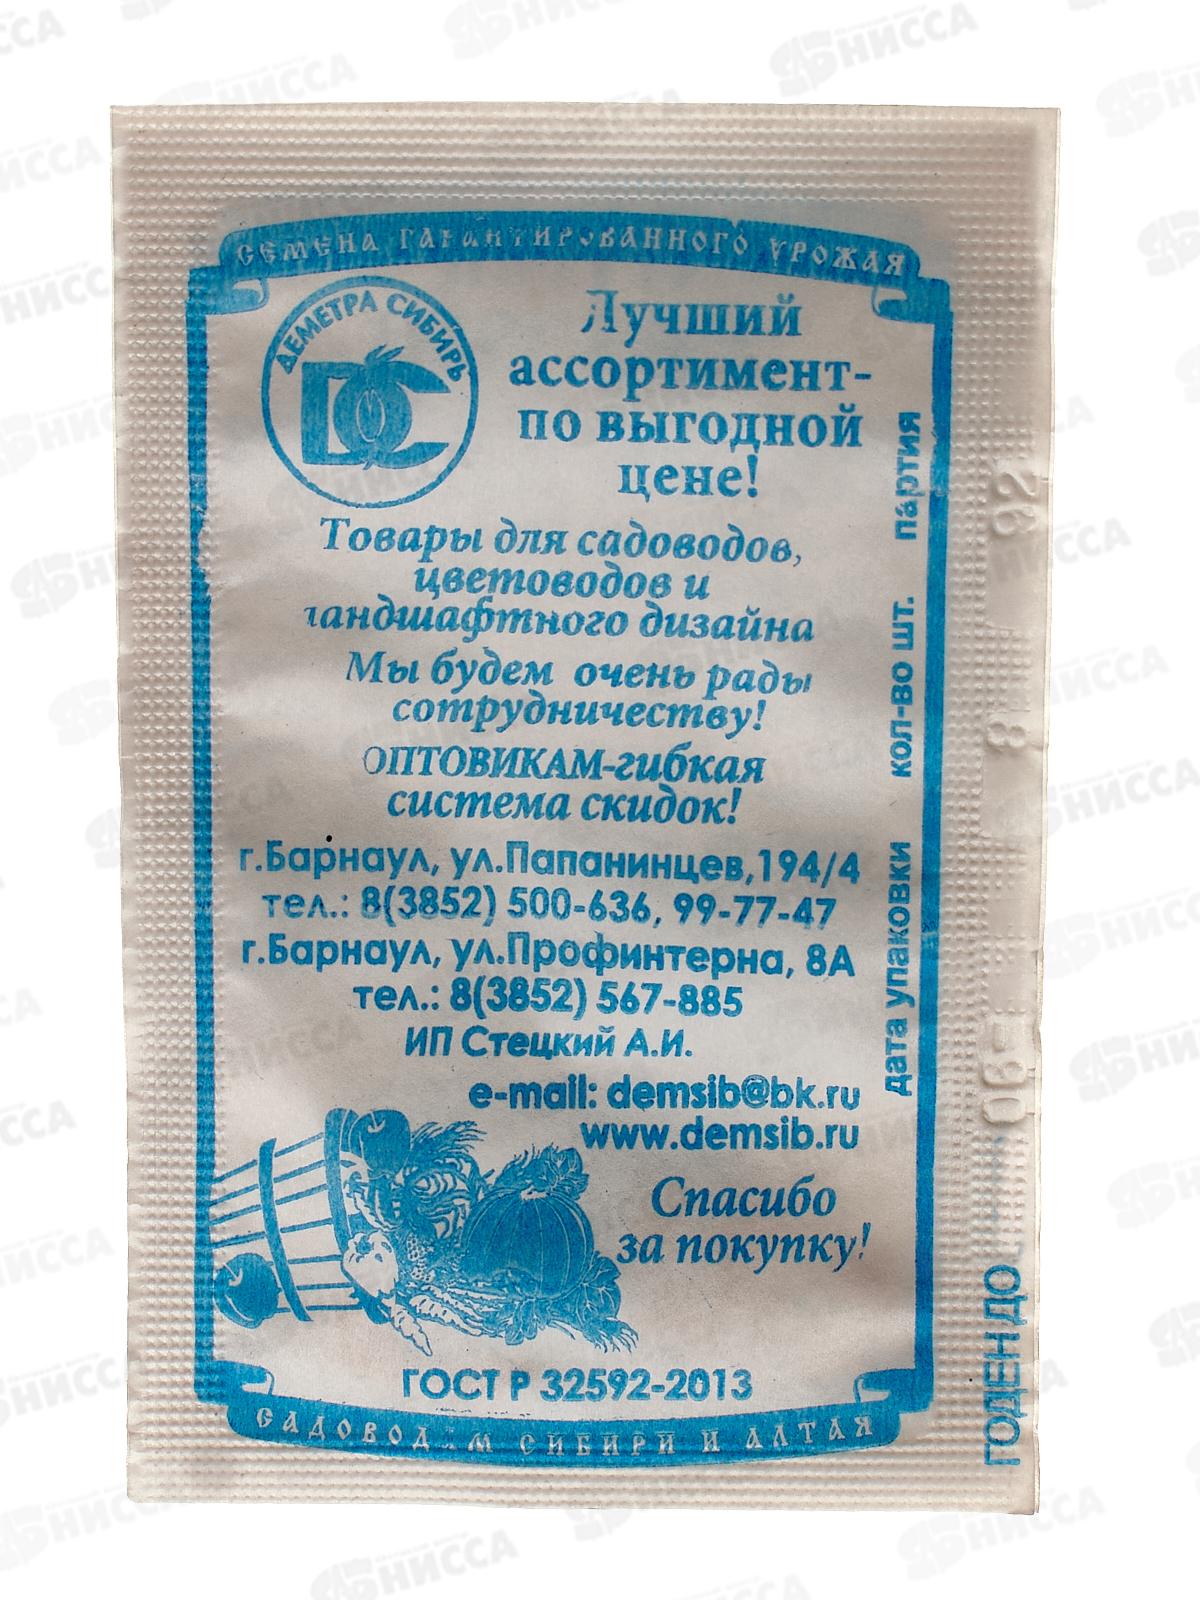 СЕМЕНА ГАРАНТИРОВАННОГО УРОЖАЯ
ДЕМЕТРА СИБИРЬ
DC
Лучший
ассортимент-
по выгодной
цене!
Товары для садоводов,
цветоводов и
ландшафтного дизайна
Мы будем очень рады
сотрудничеству!
ОПТОВИКАМ-гибкая
система скидок!
г.Барнаул, ул.Папанинцев,194/4
тел.: 8(3852) 500-636, 99-77-47
г.Барнаул, ул.Профинтерна, 8А
тел.: 8(3852) 567-885
ИП Стецкий А.И.
e-mail: demsib@bk.ru
www.demsib.ru
Спасибо
за покупку!
ГОСТ Р 32592-2013
САДОВОДАМ СИБИРИ И АЛТАЯ
дата упаковки кол-во шт. партия
ГОДЕН ДО
НИССА